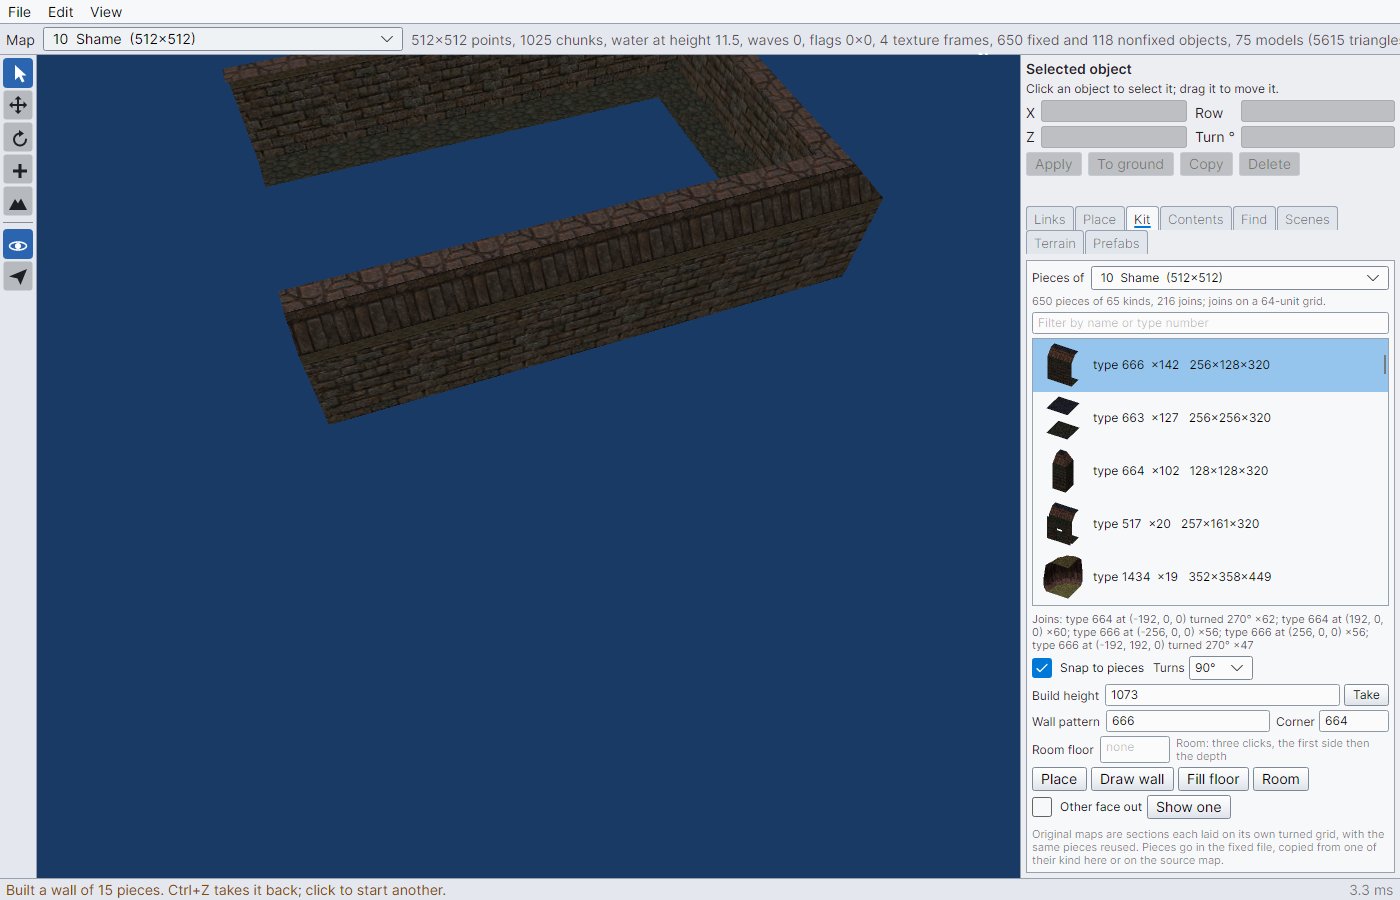 File Edit View
Map 10 Shame (512×512) 512×512 points, 1025 chunks, water at height 11.5, waves 0, flags 0×0, 4 texture frames, 650 fixed and 118 nonfixed objects, 75 models (5615 triangle
Selected object
Click an object to select it; drag it to move it.
X Row
Z Turn °
Apply To ground Copy Delete
Links Place Kit Contents Find Scenes
Terrain Prefabs
Pieces of 10 Shame (512×512)
650 pieces of 65 kinds, 216 joins; joins on a 64-unit grid.
Filter by name or type number
type 666 ×142 256×128×320
type 663 ×127 256×256×320
type 664 ×102 128×128×320
type 517 ×20 257×161×320
type 1434 ×19 352×358×449
Joins: type 664 at (-192, 0, 0) turned 270° ×62; type 664 at (192, 0,
0) ×60; type 666 at (-256, 0, 0) ×56; type 666 at (256, 0, 0) ×56;
type 666 at (-192, 192, 0) turned 270° ×47
Snap to pieces Turns 90°
Build height 1073 Take
Wall pattern 666 Corner 664
Room floor none Room: three clicks, the first side then
the depth
Place Draw wall Fill floor Room
Other face out Show one
Original maps are sections each laid on its own turned grid, with the
same pieces reused. Pieces go in the fixed file, copied from one of
their kind here or on the source map.
Built a wall of 15 pieces. Ctrl+Z takes it back; click to start another. 3.3 ms